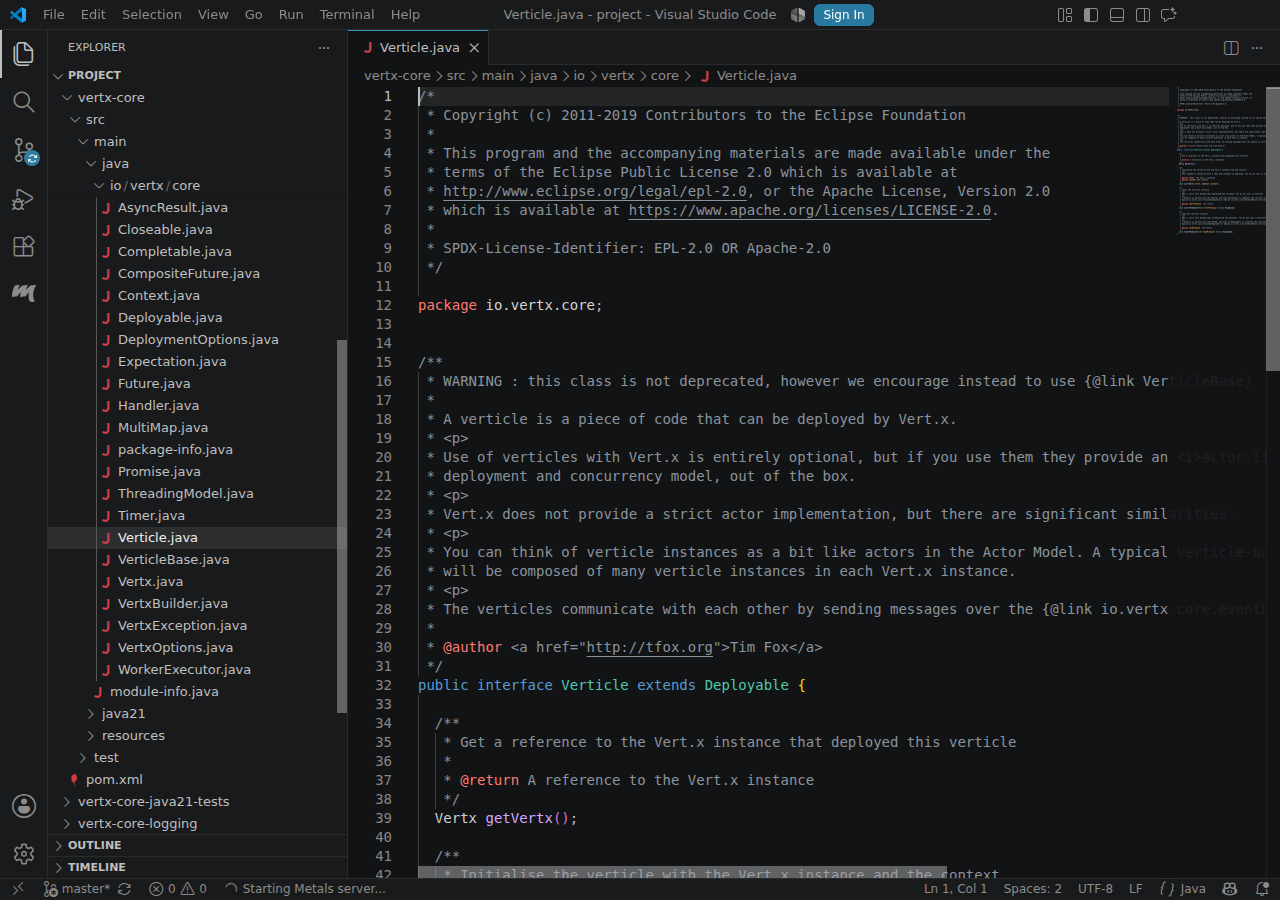 File Edit Selection View Go Run Terminal Help Verticle.java - project - Visual Studio Code Sign In
EXPLORER
PROJECT
vertx-core
src
main
java
io/vertx/core
AsyncResult.java
Closeable.java
Completable.java
CompositeFuture.java
Context.java
Deployable.java
DeploymentOptions.java
Expectation.java
Future.java
Handler.java
MultiMap.java
package-info.java
Promise.java
ThreadingModel.java
Timer.java
Verticle.java
VerticleBase.java
Vertx.java
VertxBuilder.java
VertxException.java
VertxOptions.java
WorkerExecutor.java
module-info.java
java21
resources
test
pom.xml
vertx-core-java21-tests
vertx-core-logging
OUTLINE
TIMELINE
Verticle.java
vertx-core > src > main > java > io > vertx > core > Verticle.java
1 /*
2  * Copyright (c) 2011-2019 Contributors to the Eclipse Foundation
3  *
4  * This program and the accompanying materials are made available under the
5  * terms of the Eclipse Public License 2.0 which is available at
6  * http://www.eclipse.org/legal/epl-2.0, or the Apache License, Version 2.0
7  * which is available at https://www.apache.org/licenses/LICENSE-2.0.
8  *
9  * SPDX-License-Identifier: EPL-2.0 OR Apache-2.0
10  */
11
12 package io.vertx.core;
13
14
15 /**
16  * WARNING : this class is not deprecated, however we encourage instead to use {@link VerticleBase}
17  *
18  * A verticle is a piece of code that can be deployed by Vert.x.
19  * <p>
20  * Use of verticles with Vert.x is entirely optional, but if you use them they provide an <i>actor-li
21  * deployment and concurrency model, out of the box.
22  * <p>
23  * Vert.x does not provide a strict actor implementation, but there are significant similarities.
24  * <p>
25  * You can think of verticle instances as a bit like actors in the Actor Model. A typical verticle-ba
26  * will be composed of many verticle instances in each Vert.x instance.
27  * <p>
28  * The verticles communicate with each other by sending messages over the {@link io.vertx.core.eventb
29  *
30  * @author <a href="http://tfox.org">Tim Fox</a>
31  */
32 public interface Verticle extends Deployable {
33
34   /**
35    * Get a reference to the Vert.x instance that deployed this verticle
36    *
37    * @return A reference to the Vert.x instance
38    */
39   Vertx getVertx();
40
41   /**
42    * Initialise the verticle with the Vert.x instance and the context
master* 0 0 Starting Metals server... Ln 1, Col 1 Spaces: 2 UTF-8 LF {} Java